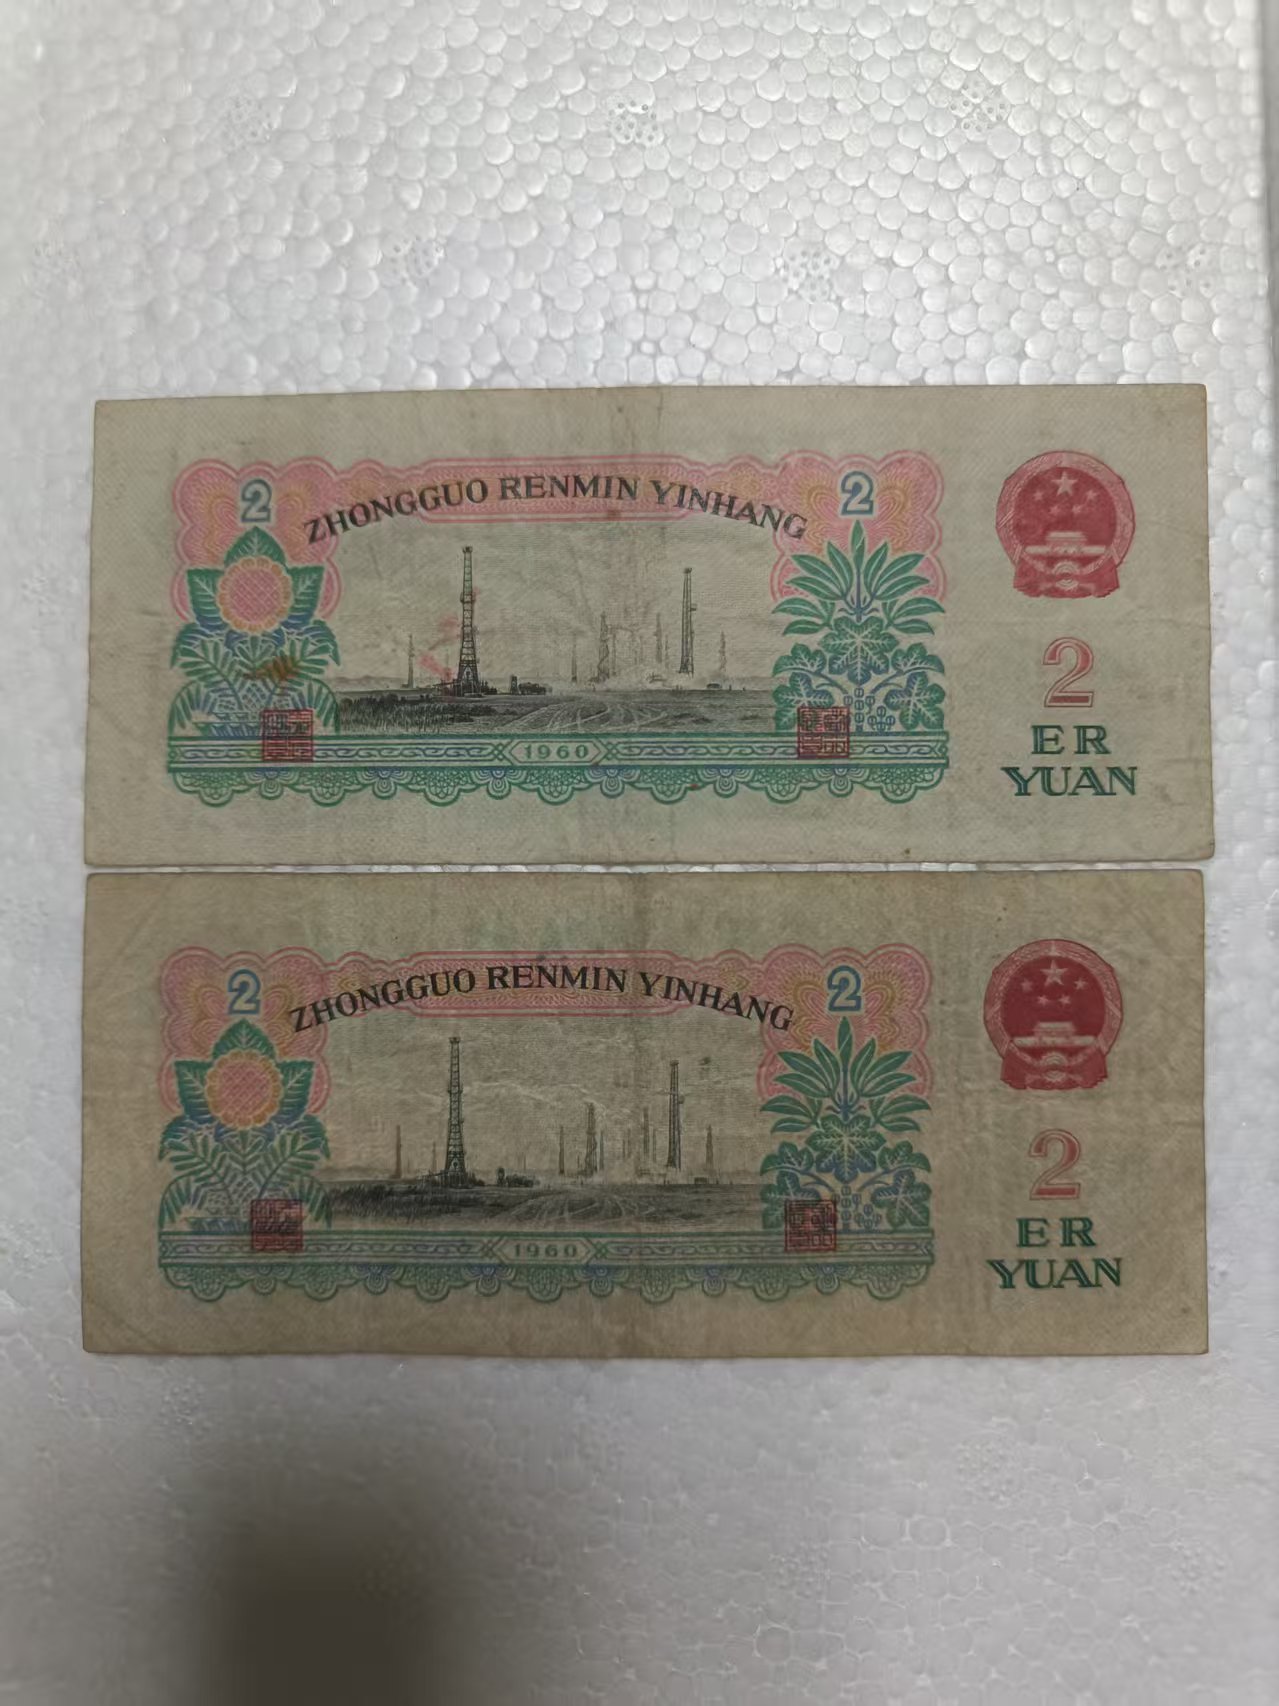 2 ZHONGGUO RENMIN YINHANG 2
2
1960
ER
YUAN
2 ZHONGGUO RENMIN YINHANG 2
2
1960
ER
YUAN